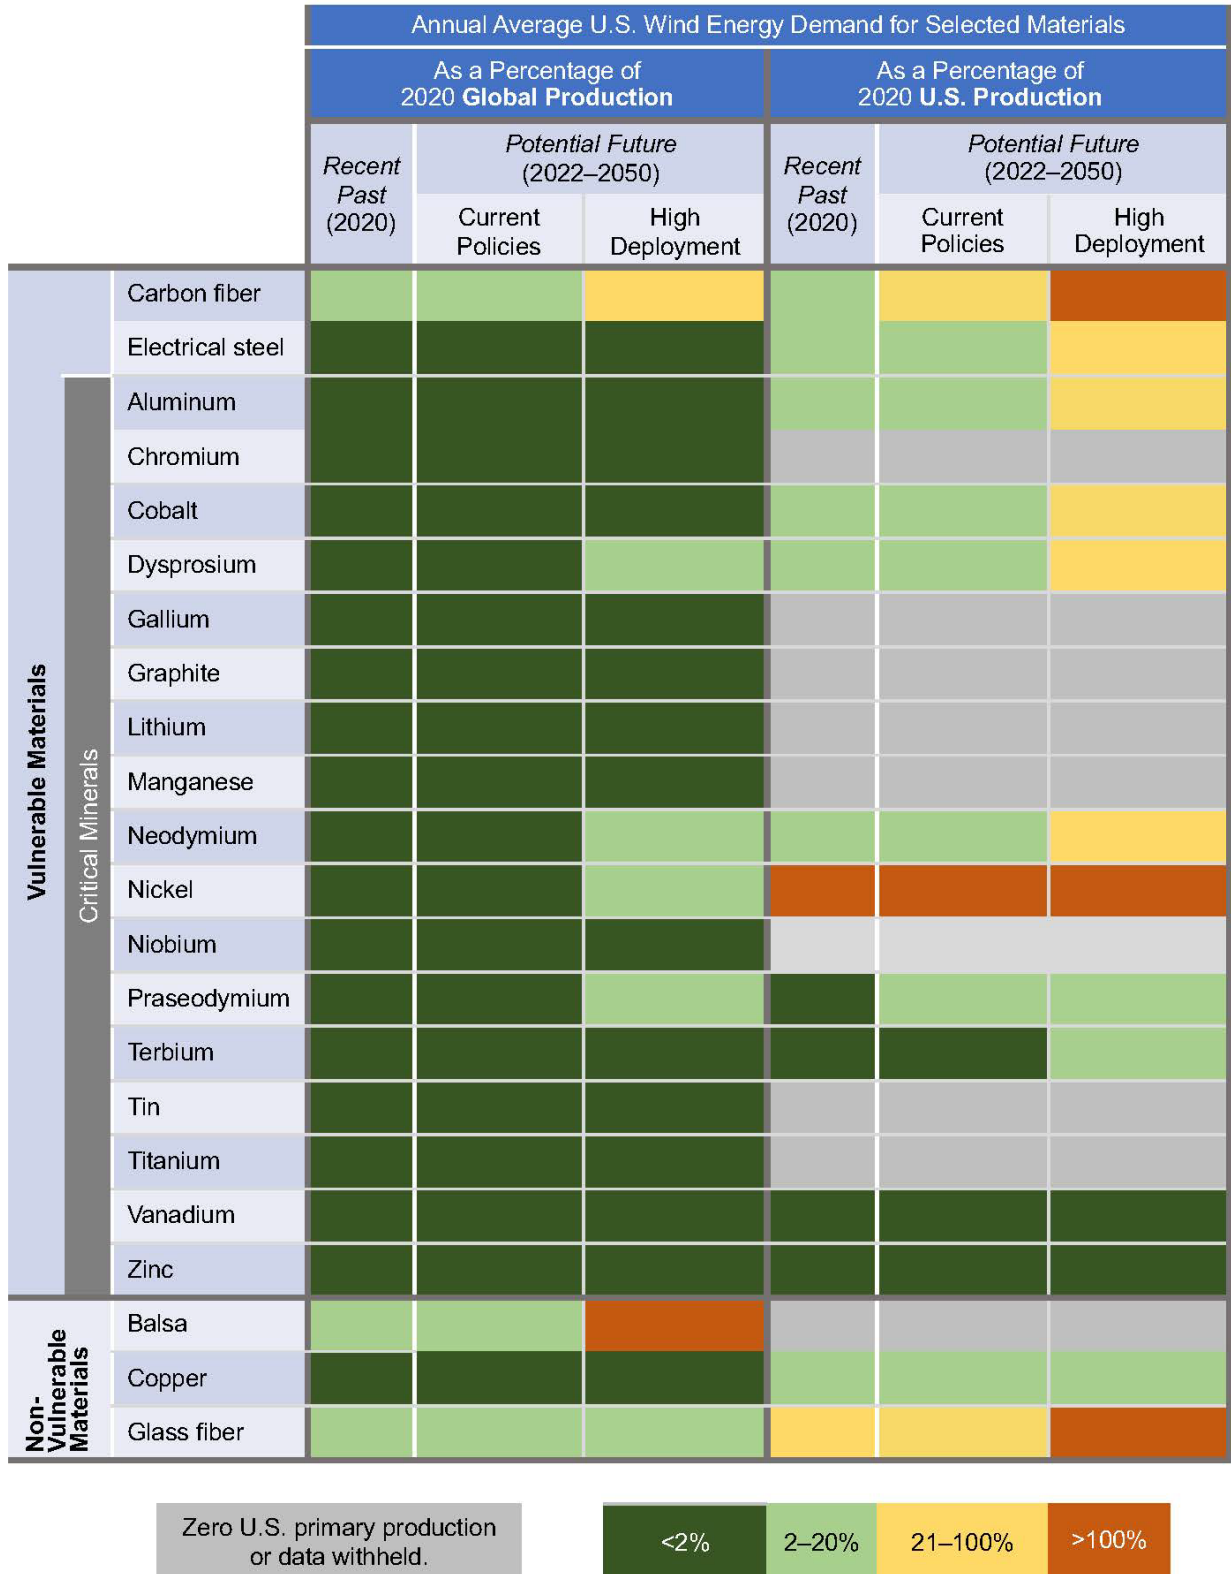 Annual Average U.S. Wind Energy Demand for Selected Materials
As a Percentage of
2020 Global Production
As a Percentage of
2020 U.S. Production
Recent
Past
(2020)
Potential Future
(2022–2050)
Current
Policies
High
Deployment
Recent
Past
(2020)
Potential Future
(2022–2050)
Current
Policies
High
Deployment
Vulnerable Materials
Critical Minerals
Carbon fiber
Electrical steel
Aluminum
Chromium
Cobalt
Dysprosium
Gallium
Graphite
Lithium
Manganese
Neodymium
Nickel
Niobium
Praseodymium
Terbium
Tin
Titanium
Vanadium
Zinc
Non-
Vulnerable
Materials
Balsa
Copper
Glass fiber
Zero U.S. primary production
or data withheld.
<2%
2–20%
21–100%
>100%